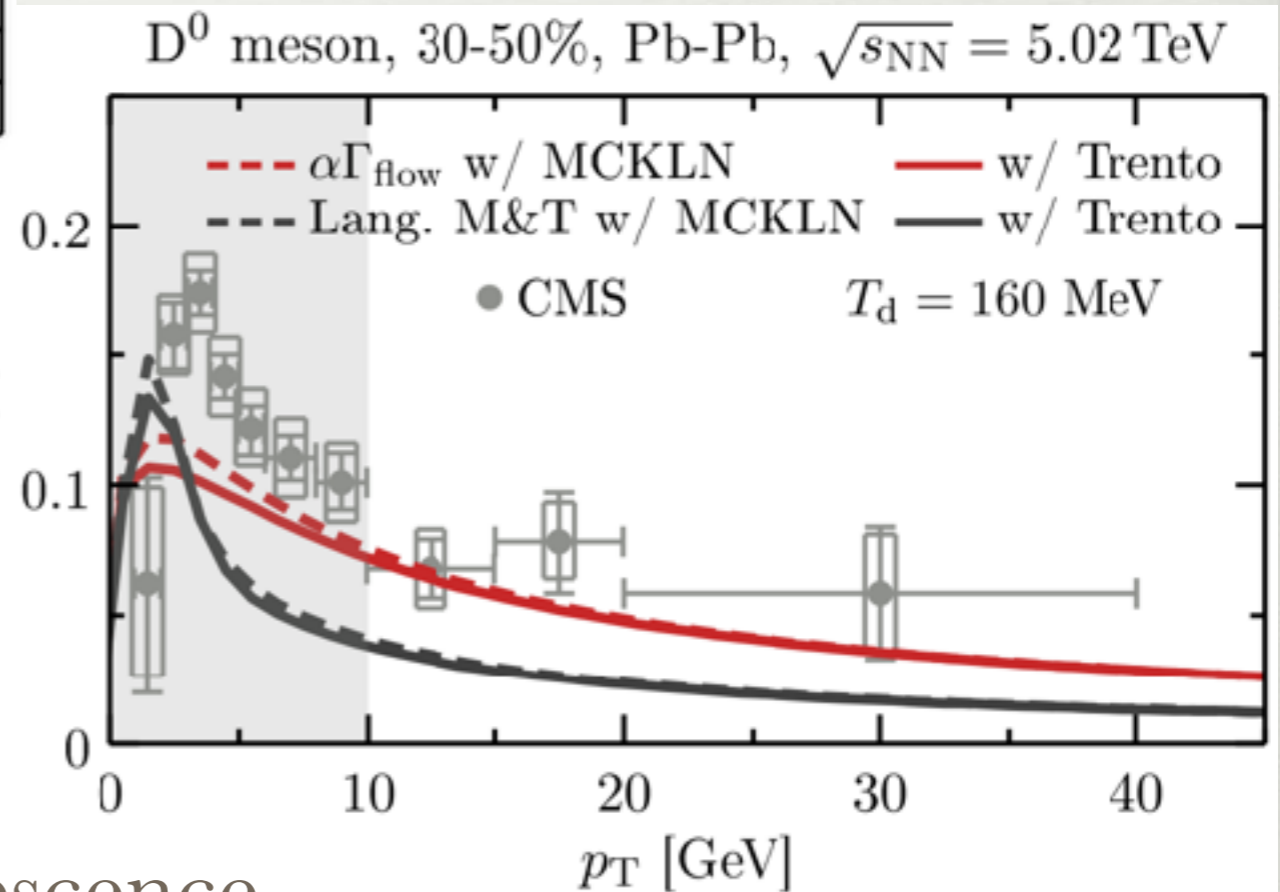 D⁰ meson, 30-50%, Pb-Pb, √sNN = 5.02 TeV
αΓflow w/ MCKLN w/ Trento
Lang. M&T w/ MCKLN w/ Trento
CMS Td = 160 MeV
0.2
0.1
0
0 10 20 30 40
pT [GeV]